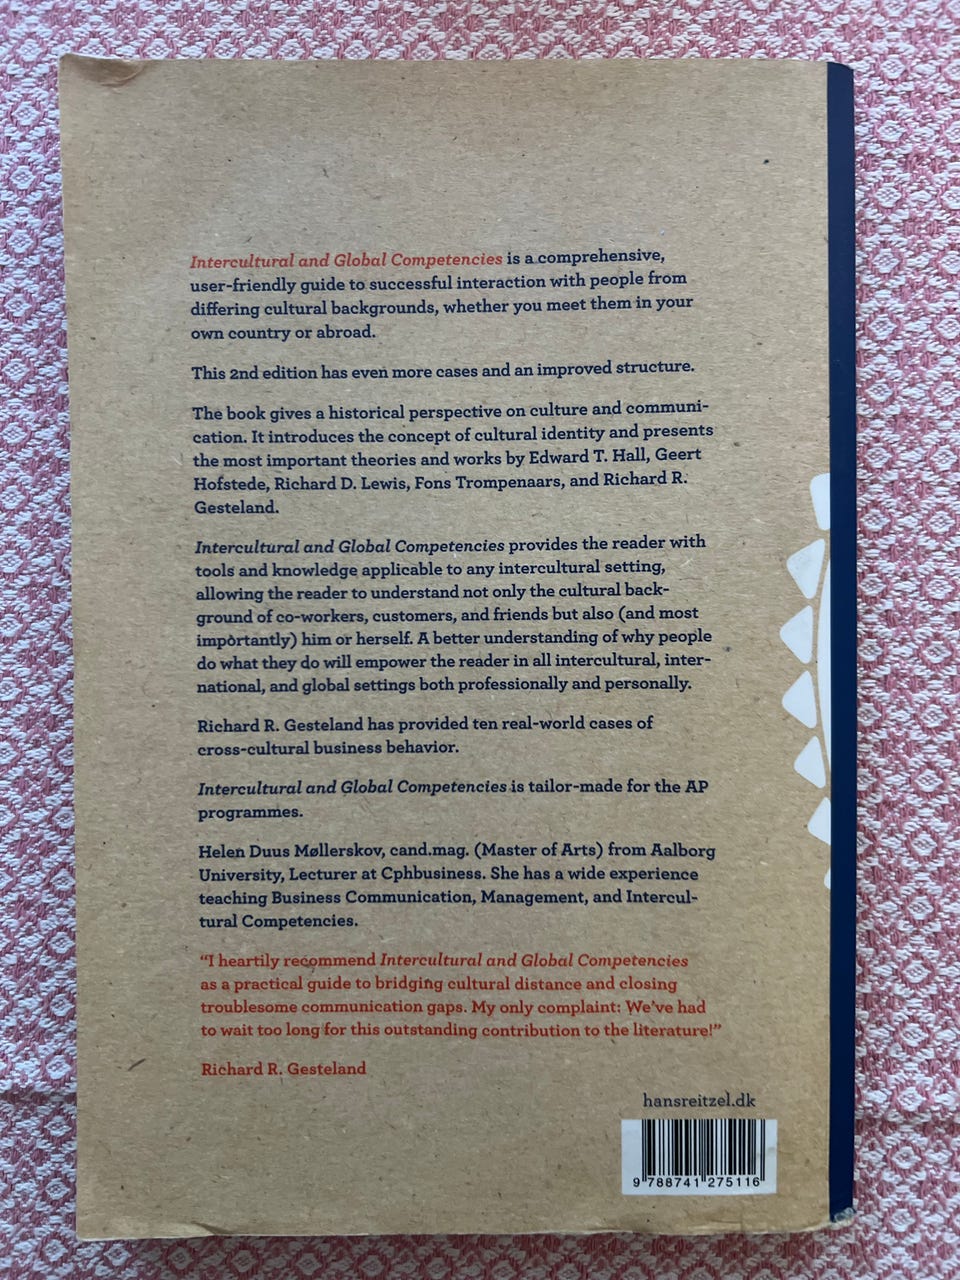 Intercultural and Global Competencies is a comprehensive,
user-friendly guide to successful interaction with people from
differing cultural backgrounds, whether you meet them in your
own country or abroad.
This 2nd edition has even more cases and an improved structure.
The book gives a historical perspective on culture and communi-
cation. It introduces the concept of cultural identity and presents
the most important theories and works by Edward T. Hall, Geert
Hofstede, Richard D. Lewis, Fons Trompenaars, and Richard R.
Gesteland.
Intercultural and Global Competencies provides the reader with
tools and knowledge applicable to any intercultural setting,
allowing the reader to understand not only the cultural back-
ground of co-workers, customers, and friends but also (and most
importantly) him or herself. A better understanding of why people
do what they do will empower the reader in all intercultural, inter-
national, and global settings both professionally and personally.
Richard R. Gesteland has provided ten real-world cases of
cross-cultural business behavior.
Intercultural and Global Competencies is tailor-made for the AP
programmes.
Helen Duus Møllerskov, cand.mag. (Master of Arts) from Aalborg
University, Lecturer at Cphbusiness. She has a wide experience
teaching Business Communication, Management, and Intercul-
tural Competencies.
“I heartily recommend Intercultural and Global Competencies
as a practical guide to bridging cultural distance and closing
troublesome communication gaps. My only complaint: We’ve had
to wait too long for this outstanding contribution to the literature!”
Richard R. Gesteland
hansreitzel.dk
9 788741 275116